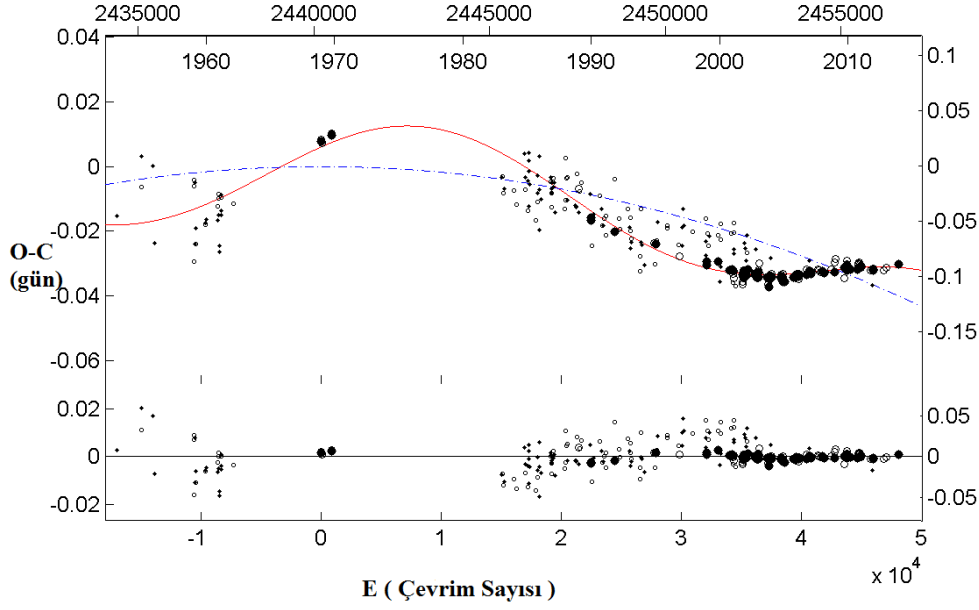 2435000 2440000 2445000 2450000 2455000
0.04 0.1
1960 1970 1980 1990 2000 2010
0.02 0.05
0 0
-0.02 -0.05
O-C
(gün)
-0.04 -0.1
-0.15
-0.06
0.02 0.05
0 0
-0.02 -0.05
-1 0 1 2 3 4 5
x 10^4
E ( Çevrim Sayısı )